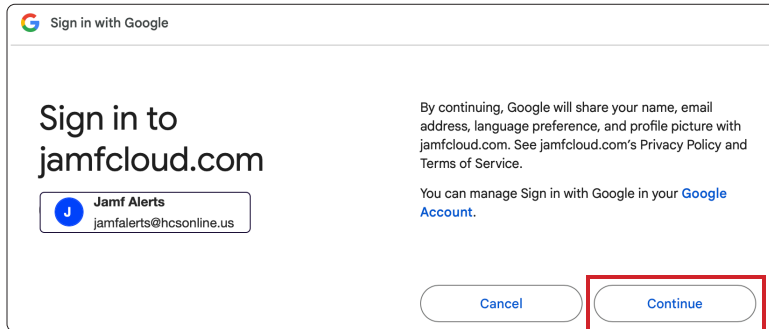 Sign in with Google
Sign in to
jamfcloud.com
J
Jamf Alerts
jamfalerts@hcsonline.us
By continuing, Google will share your name, email
address, language preference, and profile picture with
jamfcloud.com. See jamfcloud.com's Privacy Policy and
Terms of Service.
You can manage Sign in with Google in your Google
Account.
Cancel
Continue